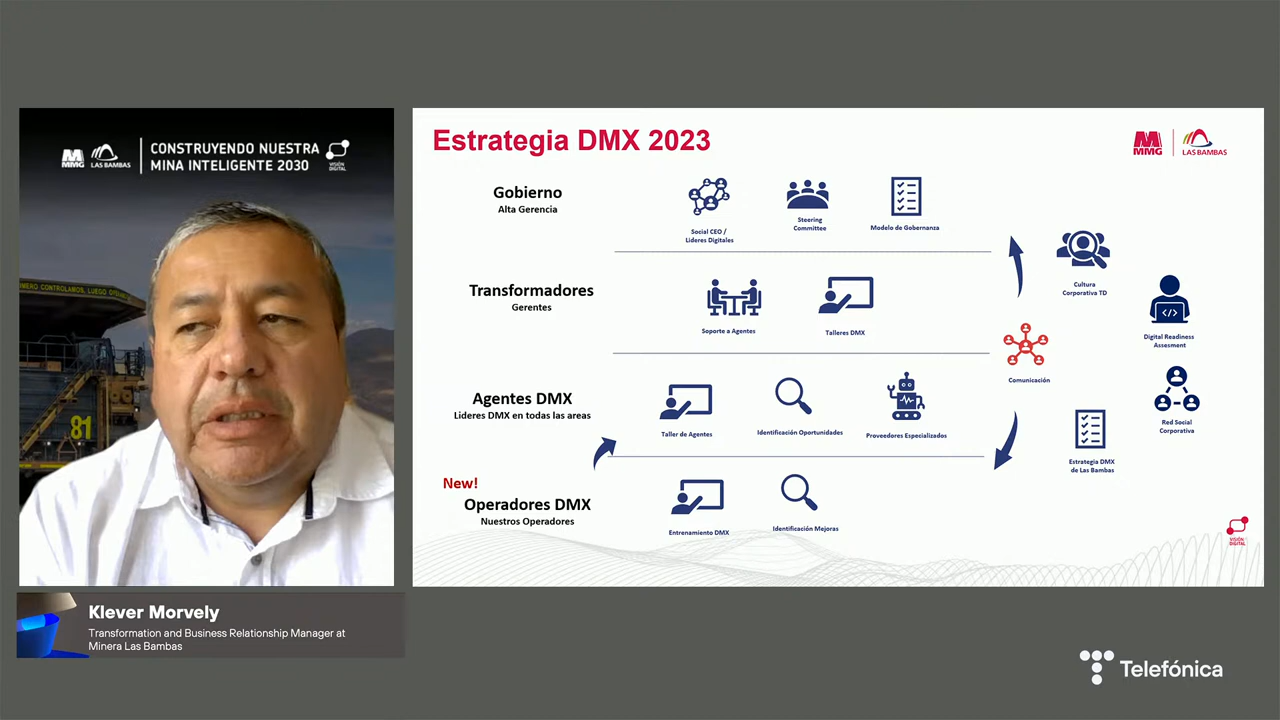 CONSTRUYENDO NUESTRA
MINA INTELIGENTE 2030
MMG
LAS BAMBAS
VISIÓN
DIGITAL
81
Klever Morvely
Transformation and Business Relationship Manager at
Minera Las Bambas
Estrategia DMX 2023
MMG
LAS BAMBAS
Gobierno
Alta Gerencia
Social CEO /
Lideres Digitales
Steering
Committee
Modelo de Gobernanza
Transformadores
Gerentes
Soporte a Agentes
Talleres DMX
Agentes DMX
Lideres DMX en todas las areas
Taller de Agentes
Identificación Oportunidades
Proveedores Especializados
New!
Operadores DMX
Nuestros Operadores
Entrenamiento DMX
Identificación Mejoras
Cultura
Corporativa TD
Digital Readiness
Assesment
Comunicación
Red Social
Corporativa
Estrategia DMX
de Las Bambas
VISIÓN
DIGITAL
Telefónica